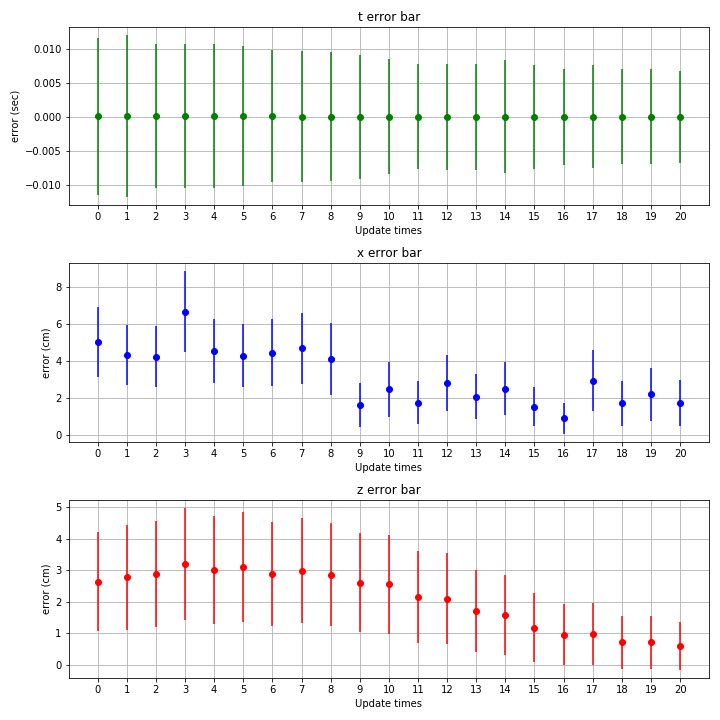 t error bar
error (sec)
0.010
0.005
0.000
−0.005
−0.010
0 1 2 3 4 5 6 7 8 9 10 11 12 13 14 15 16 17 18 19 20
Update times
x error bar
error (cm)
8
6
4
2
0
0 1 2 3 4 5 6 7 8 9 10 11 12 13 14 15 16 17 18 19 20
Update times
z error bar
error (cm)
5
4
3
2
1
0
0 1 2 3 4 5 6 7 8 9 10 11 12 13 14 15 16 17 18 19 20
Update times